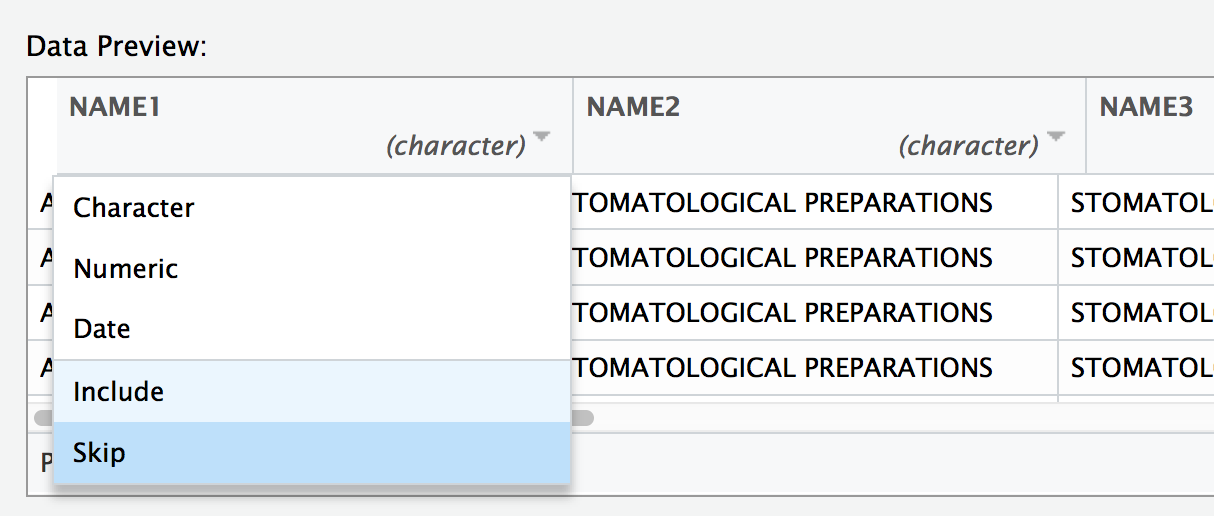 Data Preview:
NAME1 NAME2 NAME3
(character) (character)
Character
Numeric
Date
Include
Skip
TOMATOLOGICAL PREPARATIONS STOMATOL
TOMATOLOGICAL PREPARATIONS STOMATOL
TOMATOLOGICAL PREPARATIONS STOMATOL
TOMATOLOGICAL PREPARATIONS STOMATOL